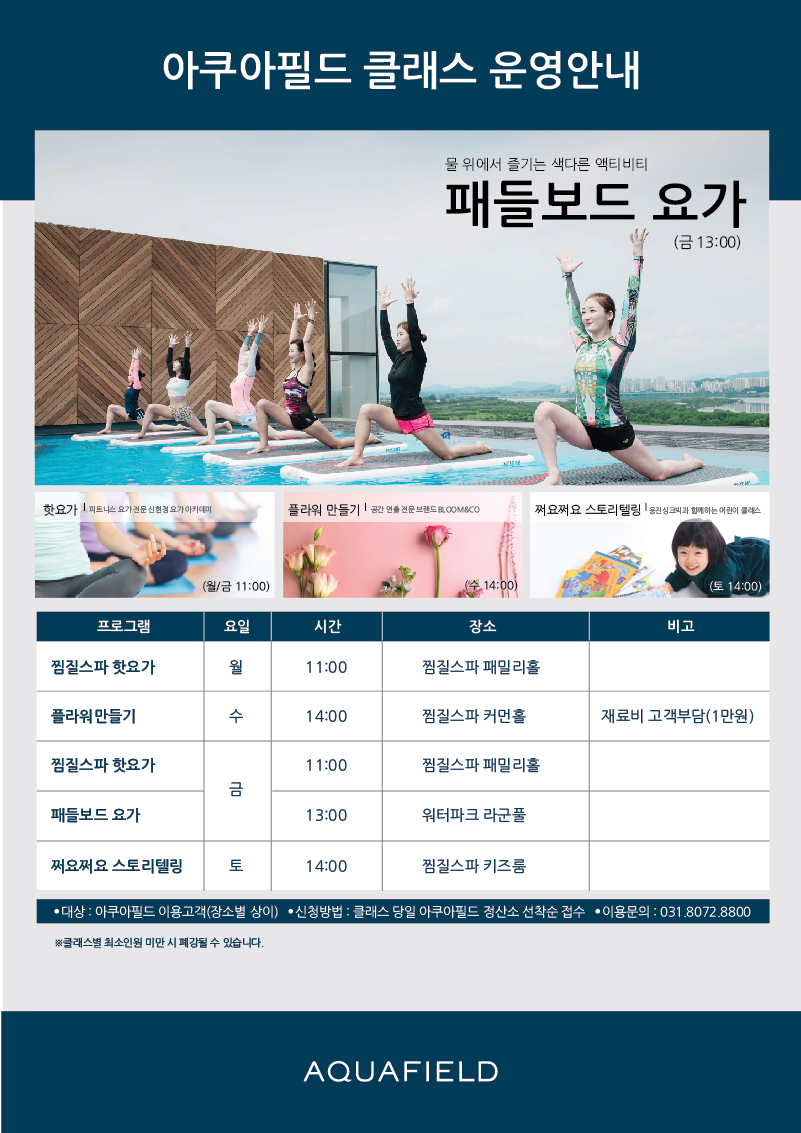 아쿠아필드 클래스 운영안내
물 위에서 즐기는 색다른 액티비티
패들보드 요가
(금 13:00)
핫요가 | 피트니스 요가 전문 신현정 요가 아카데미
(월/금 11:00)
플라워 만들기 | 공간 연출 전문 브랜드 BLOOM&CO
(수 14:00)
쩌요쩌요 스토리텔링 | 웅진싱크빅과 함께하는 어린이 클래스
(토 14:00)
프로그램 요일 시간 장소 비고
찜질스파 핫요가 월 11:00 찜질스파 패밀리홀
플라워만들기 수 14:00 찜질스파 커먼홀 재료비 고객부담(1만원)
찜질스파 핫요가 금 11:00 찜질스파 패밀리홀
패들보드 요가 13:00 워터파크 라군풀
쩌요쩌요 스토리텔링 토 14:00 찜질스파 키즈룸
•대상 : 아쿠아필드 이용고객(장소별 상이) •신청방법 : 클래스 당일 아쿠아필드 정산소 선착순 접수 •이용문의 : 031.8072.8800
※클래스별 최소인원 미만 시 폐강될 수 있습니다.
AQUAFIELD